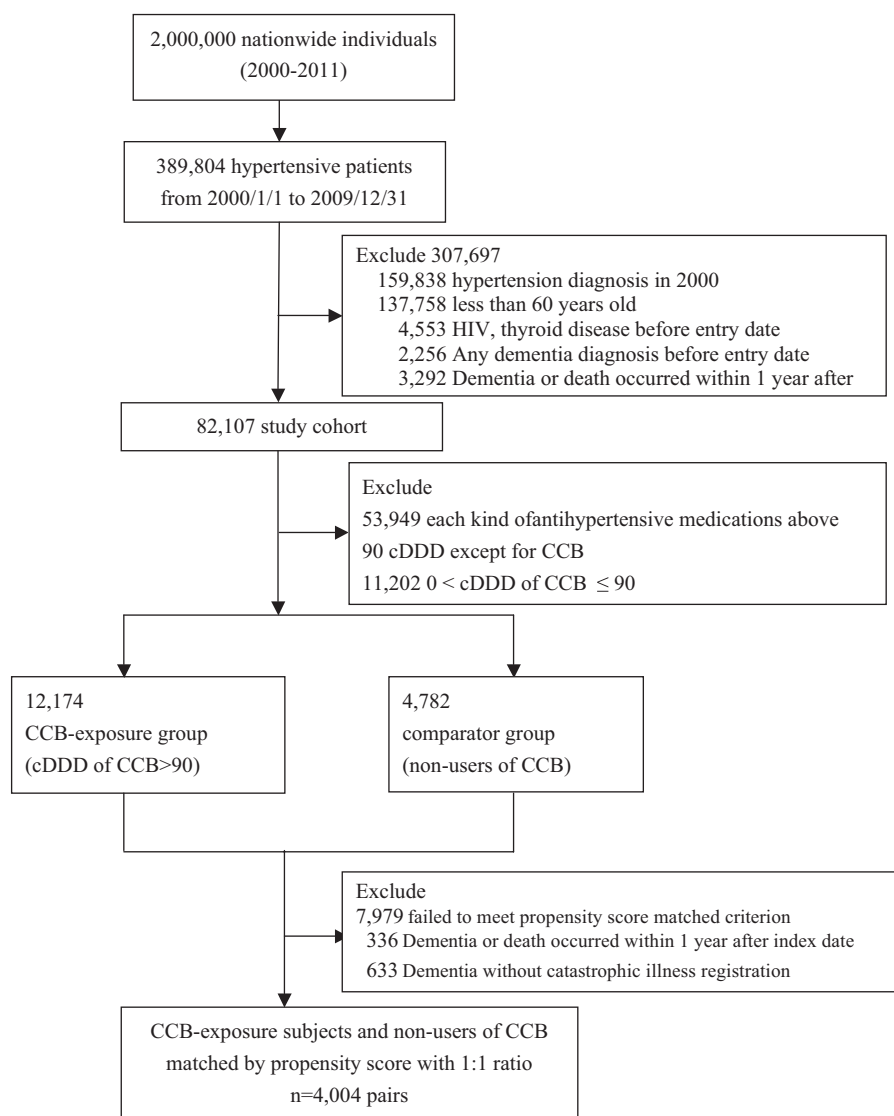 2,000,000 nationwide individuals
(2000-2011)
389,804 hypertensive patients
from 2000/1/1 to 2009/12/31
Exclude 307,697
159,838 hypertension diagnosis in 2000
137,758 less than 60 years old
4,553 HIV, thyroid disease before entry date
2,256 Any dementia diagnosis before entry date
3,292 Dementia or death occurred within 1 year after
82,107 study cohort
Exclude
53,949 each kind ofantihypertensive medications above
90 cDDD except for CCB
11,202 0 < cDDD of CCB ≤ 90
12,174
CCB-exposure group
(cDDD of CCB>90)
4,782
comparator group
(non-users of CCB)
Exclude
7,979 failed to meet propensity score matched criterion
336 Dementia or death occurred within 1 year after index date
633 Dementia without catastrophic illness registration
CCB-exposure subjects and non-users of CCB
matched by propensity score with 1:1 ratio
n=4,004 pairs